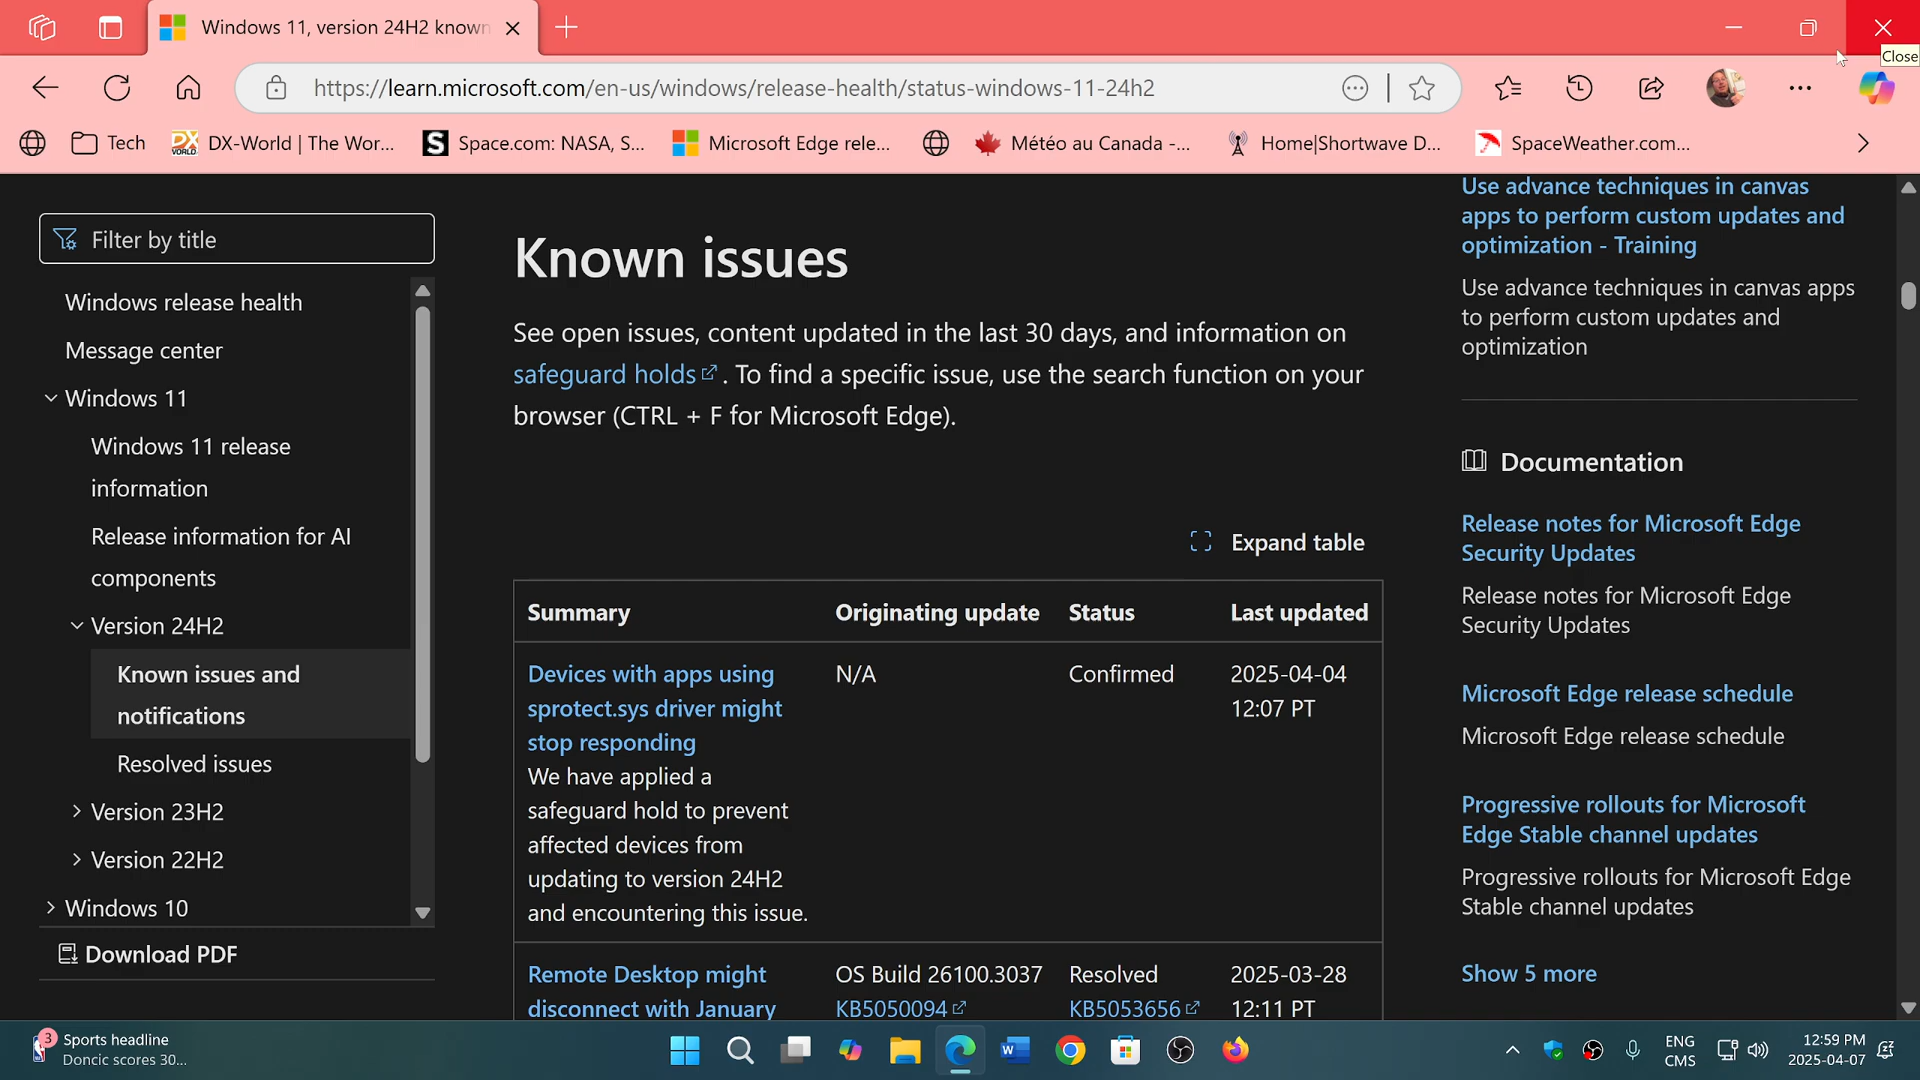 Windows 11, version 24H2 known
Close
https://learn.microsoft.com/en-us/windows/release-health/status-windows-11-24h2
Tech
DX-World | The Wor...
Space.com: NASA, S...
Microsoft Edge rele...
Météo au Canada -...
Home|Shortwave D...
SpaceWeather.com...
Filter by title
Windows release health
Message center
Windows 11
Windows 11 release
information
Release information for AI
components
Version 24H2
Known issues and
notifications
Resolved issues
Version 23H2
Version 22H2
Windows 10
Download PDF
Known issues
See open issues, content updated in the last 30 days, and information on
safeguard holds . To find a specific issue, use the search function on your
browser (CTRL + F for Microsoft Edge).
Expand table
Summary Originating update Status Last updated
Devices with apps using N/A Confirmed 2025-04-04
sprotect.sys driver might 12:07 PT
stop responding
We have applied a
safeguard hold to prevent
affected devices from
updating to version 24H2
and encountering this issue.
Remote Desktop might OS Build 26100.3037 Resolved 2025-03-28
disconnect with January KB5050094 KB5053656 12:11 PT
Use advance techniques in canvas
apps to perform custom updates and
optimization - Training
Use advance techniques in canvas apps
to perform custom updates and
optimization
Documentation
Release notes for Microsoft Edge
Security Updates
Release notes for Microsoft Edge
Security Updates
Microsoft Edge release schedule
Microsoft Edge release schedule
Progressive rollouts for Microsoft
Edge Stable channel updates
Progressive rollouts for Microsoft Edge
Stable channel updates
Show 5 more
3
Sports headline
Doncic scores 30...
ENG
CMS
12:59 PM
2025-04-07